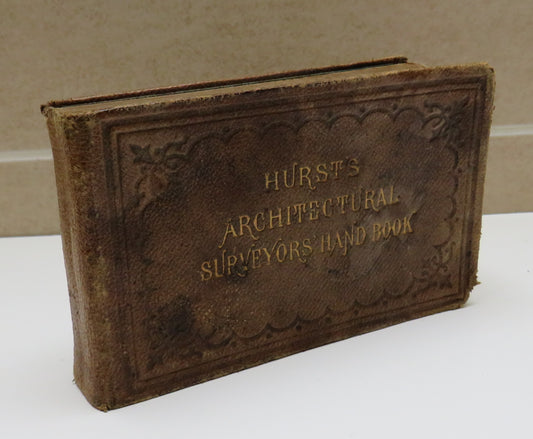 HURST'S
ARCHITECTURAL
SURVEYORS' HAND BOOK